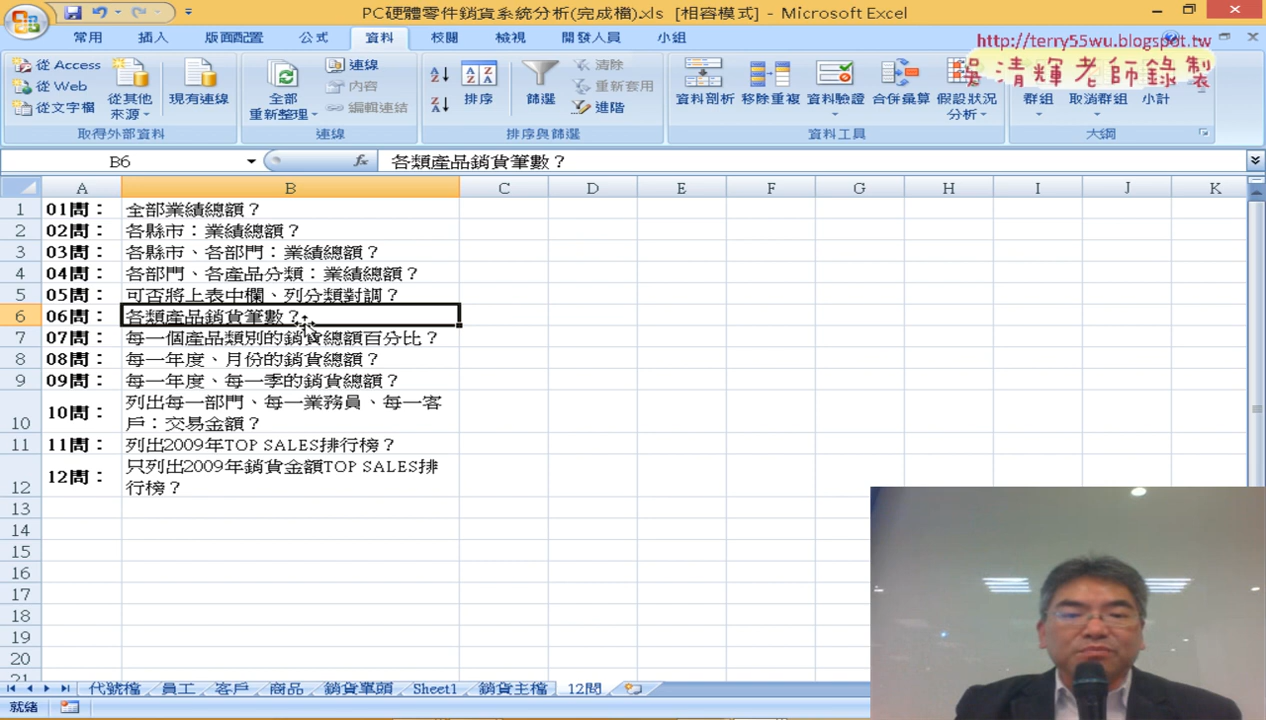 PC硬體零件銷貨系統分析(完成檔).xls [相容模式] - Microsoft Excel
常用 插入 版面配置 公式 資料 校閱 檢視 開發人員 小組
http://terry55wu.blogspot.tw
吳清輝老師錄製
從 Access
從 Web
從文字檔
從其他來源
現有連線
取得外部資料
全部重新整理
連線
內容
編輯連結
連線
排序
篩選
清除
重新套用
進階
排序與篩選
資料剖析 移除重複 資料驗證 合併彙算 假設狀況分析
資料工具
群組 取消群組 小計
大綱
B6 fx 各類產品銷貨筆數？
A B C D E F G H I J K
1 01問： 全部業績總額？
2 02問： 各縣市：業績總額？
3 03問： 各縣市、各部門：業績總額？
4 04問： 各部門、各產品分類：業績總額？
5 05問： 可否將上表中欄、列分類對調？
6 06問： 各類產品銷貨筆數？
7 07問： 每一個產品類別的銷貨總額百分比？
8 08問： 每一年度、月份的銷貨總額？
9 09問： 每一年度、每一季的銷貨總額？
10 10問： 列出每一部門、每一業務員、每一客
戶：交易金額？
11 11問： 列出2009年TOP SALES排行榜？
12 12問： 只列出2009年銷貨金額TOP SALES排
行榜？
13
14
15
16
17
18
19
20
21
代號檔 員工 客戶 商品 銷貨單頭 Sheet1 銷貨主檔 12問
就緒